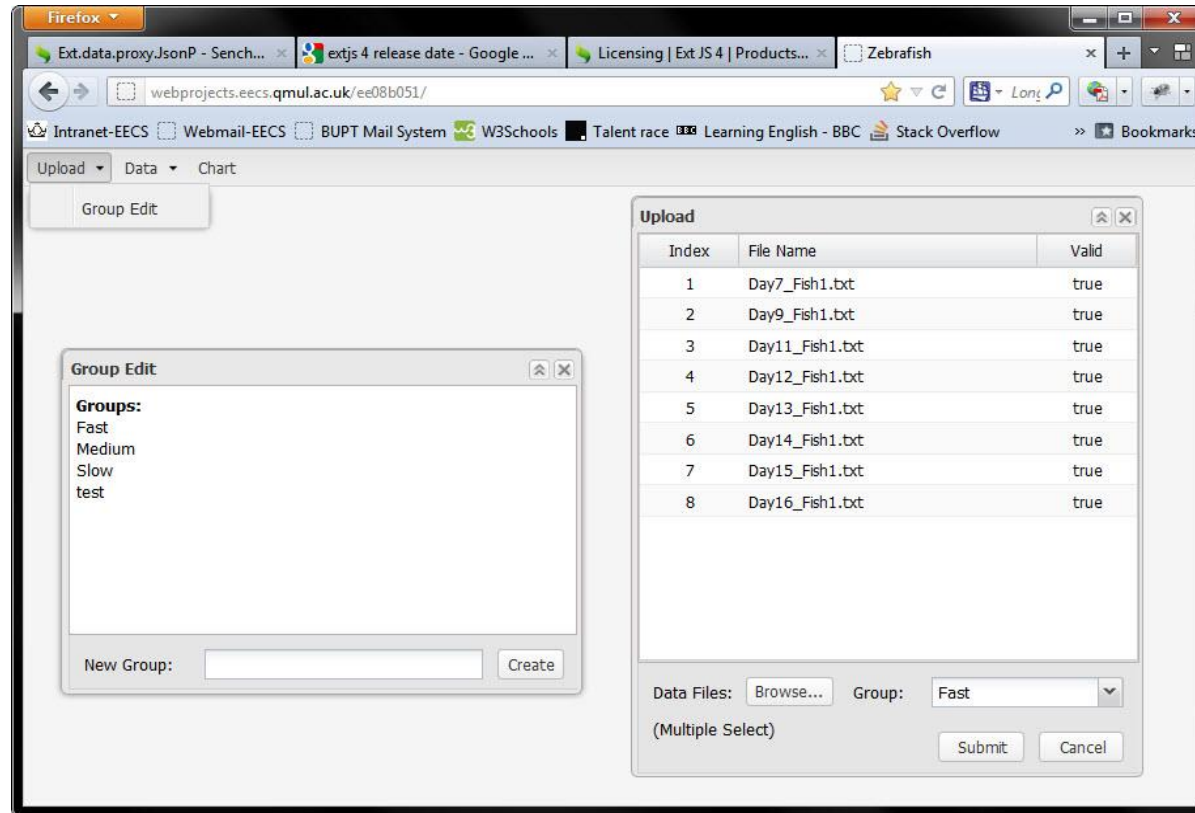 Firefox
Ext.data.proxy.JsonP - Sench...
extjs 4 release date - Google ...
Licensing | Ext JS 4 | Products...
Zebrafish
webprojects.eecs.qmul.ac.uk/ee08b051/
Intranet-EECS
Webmail-EECS
BUPT Mail System
W3Schools
Talent race
BBC
Learning English - BBC
Stack Overflow
»
Bookmarks
Upload
Data
Chart
Group Edit
Upload
Index File Name Valid
1 Day7_Fish1.txt true
2 Day9_Fish1.txt true
3 Day11_Fish1.txt true
4 Day12_Fish1.txt true
5 Day13_Fish1.txt true
6 Day14_Fish1.txt true
7 Day15_Fish1.txt true
8 Day16_Fish1.txt true
Data Files: Browse... Group: Fast
(Multiple Select)
Submit Cancel
Group Edit
Groups:
Fast
Medium
Slow
test
New Group: Create